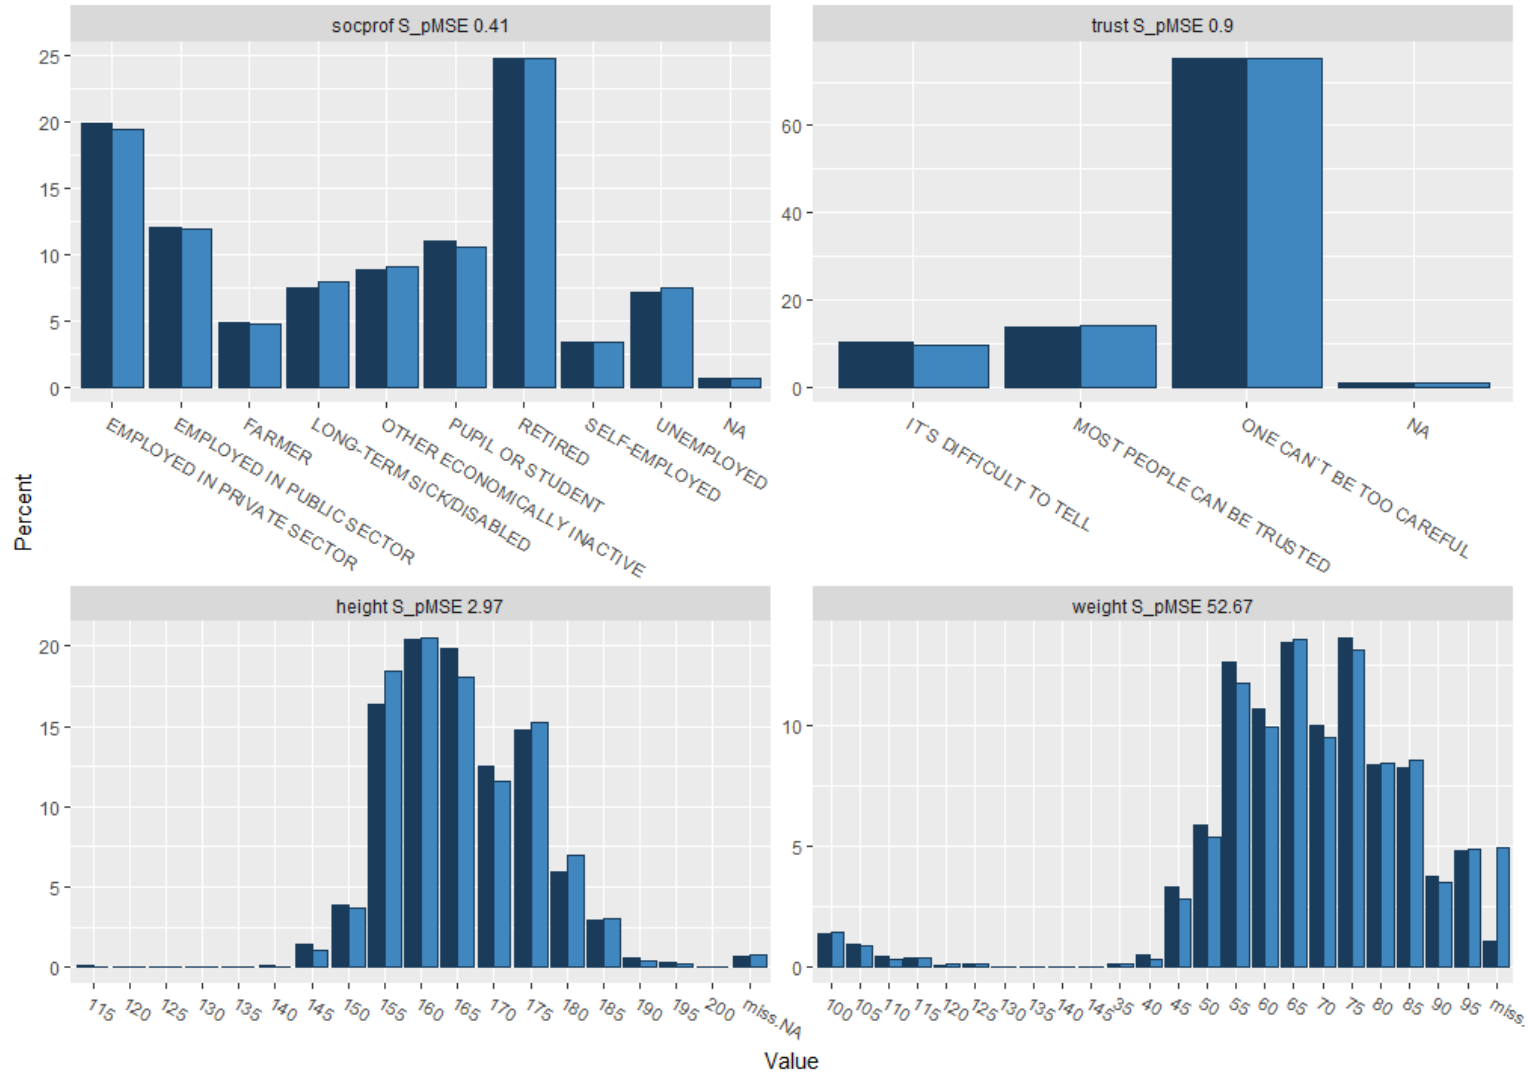 socprof S_pMSE 0.41
trust S_pMSE 0.9
25
20
15
10
5
0
60
40
20
0
EMPLOYED IN PRIVATE SECTOR
EMPLOYED IN PUBLIC SECTOR
FARMER
LONG-TERM SICK/DISABLED
OTHER ECONOMICALLY INACTIVE
PUPIL OR STUDENT
RETIRED
SELF-EMPLOYED
UNEMPLOYED
NA
IT`S DIFFICULT TO TELL
MOST PEOPLE CAN BE TRUSTED
ONE CAN`T BE TOO CAREFUL
NA
Percent
height S_pMSE 2.97
weight S_pMSE 52.67
20
15
10
5
0
10
5
0
115 120 125 130 135 140 145 150 155 160 165 170 175 180 185 190 195 200 miss.NA
100 105 110 115 120 125 130 135 140 145 35 40 45 50 55 60 65 70 75 80 85 90 95 miss.
Value